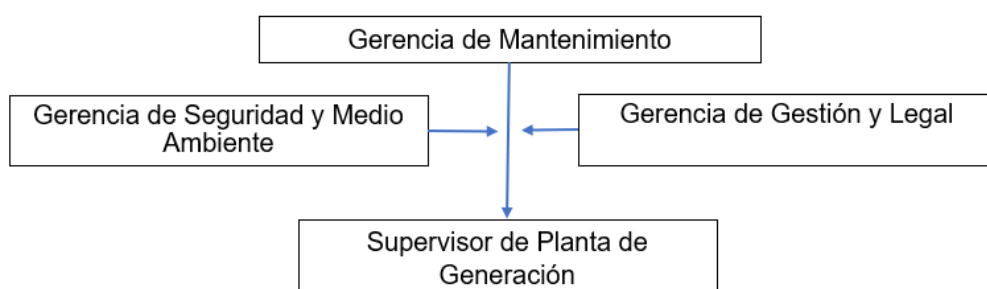 Gerencia de Mantenimiento
Gerencia de Seguridad y Medio
Ambiente
Gerencia de Gestión y Legal
Supervisor de Planta de
Generación